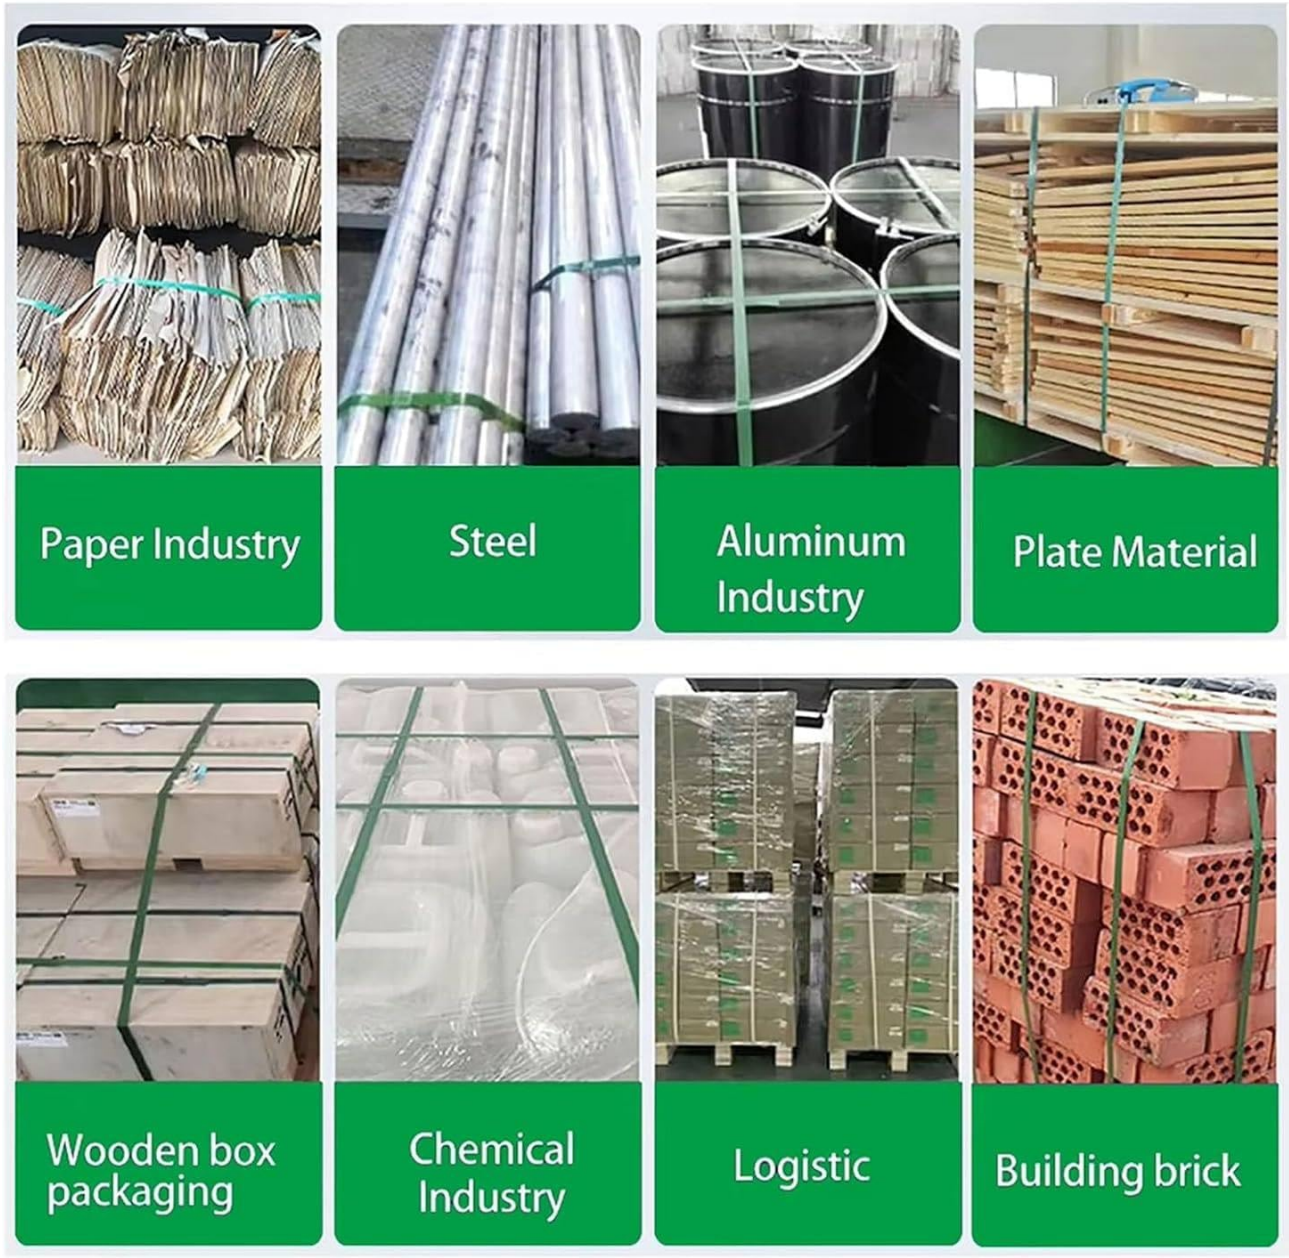 Paper Industry
Steel
Aluminum
Industry
Plate Material
Wooden box
packaging
Chemical
Industry
Logistic
Building brick